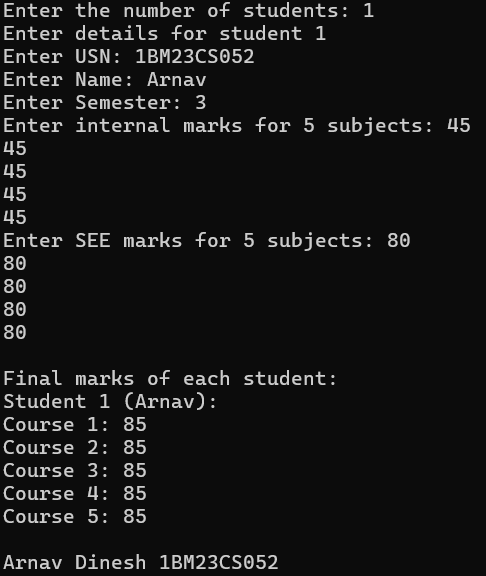 Enter the number of students: 1
Enter details for student 1
Enter USN: 1BM23CS052
Enter Name: Arnav
Enter Semester: 3
Enter internal marks for 5 subjects: 45
45
45
45
45
Enter SEE marks for 5 subjects: 80
80
80
80
80
Final marks of each student:
Student 1 (Arnav):
Course 1: 85
Course 2: 85
Course 3: 85
Course 4: 85
Course 5: 85
Arnav Dinesh 1BM23CS052